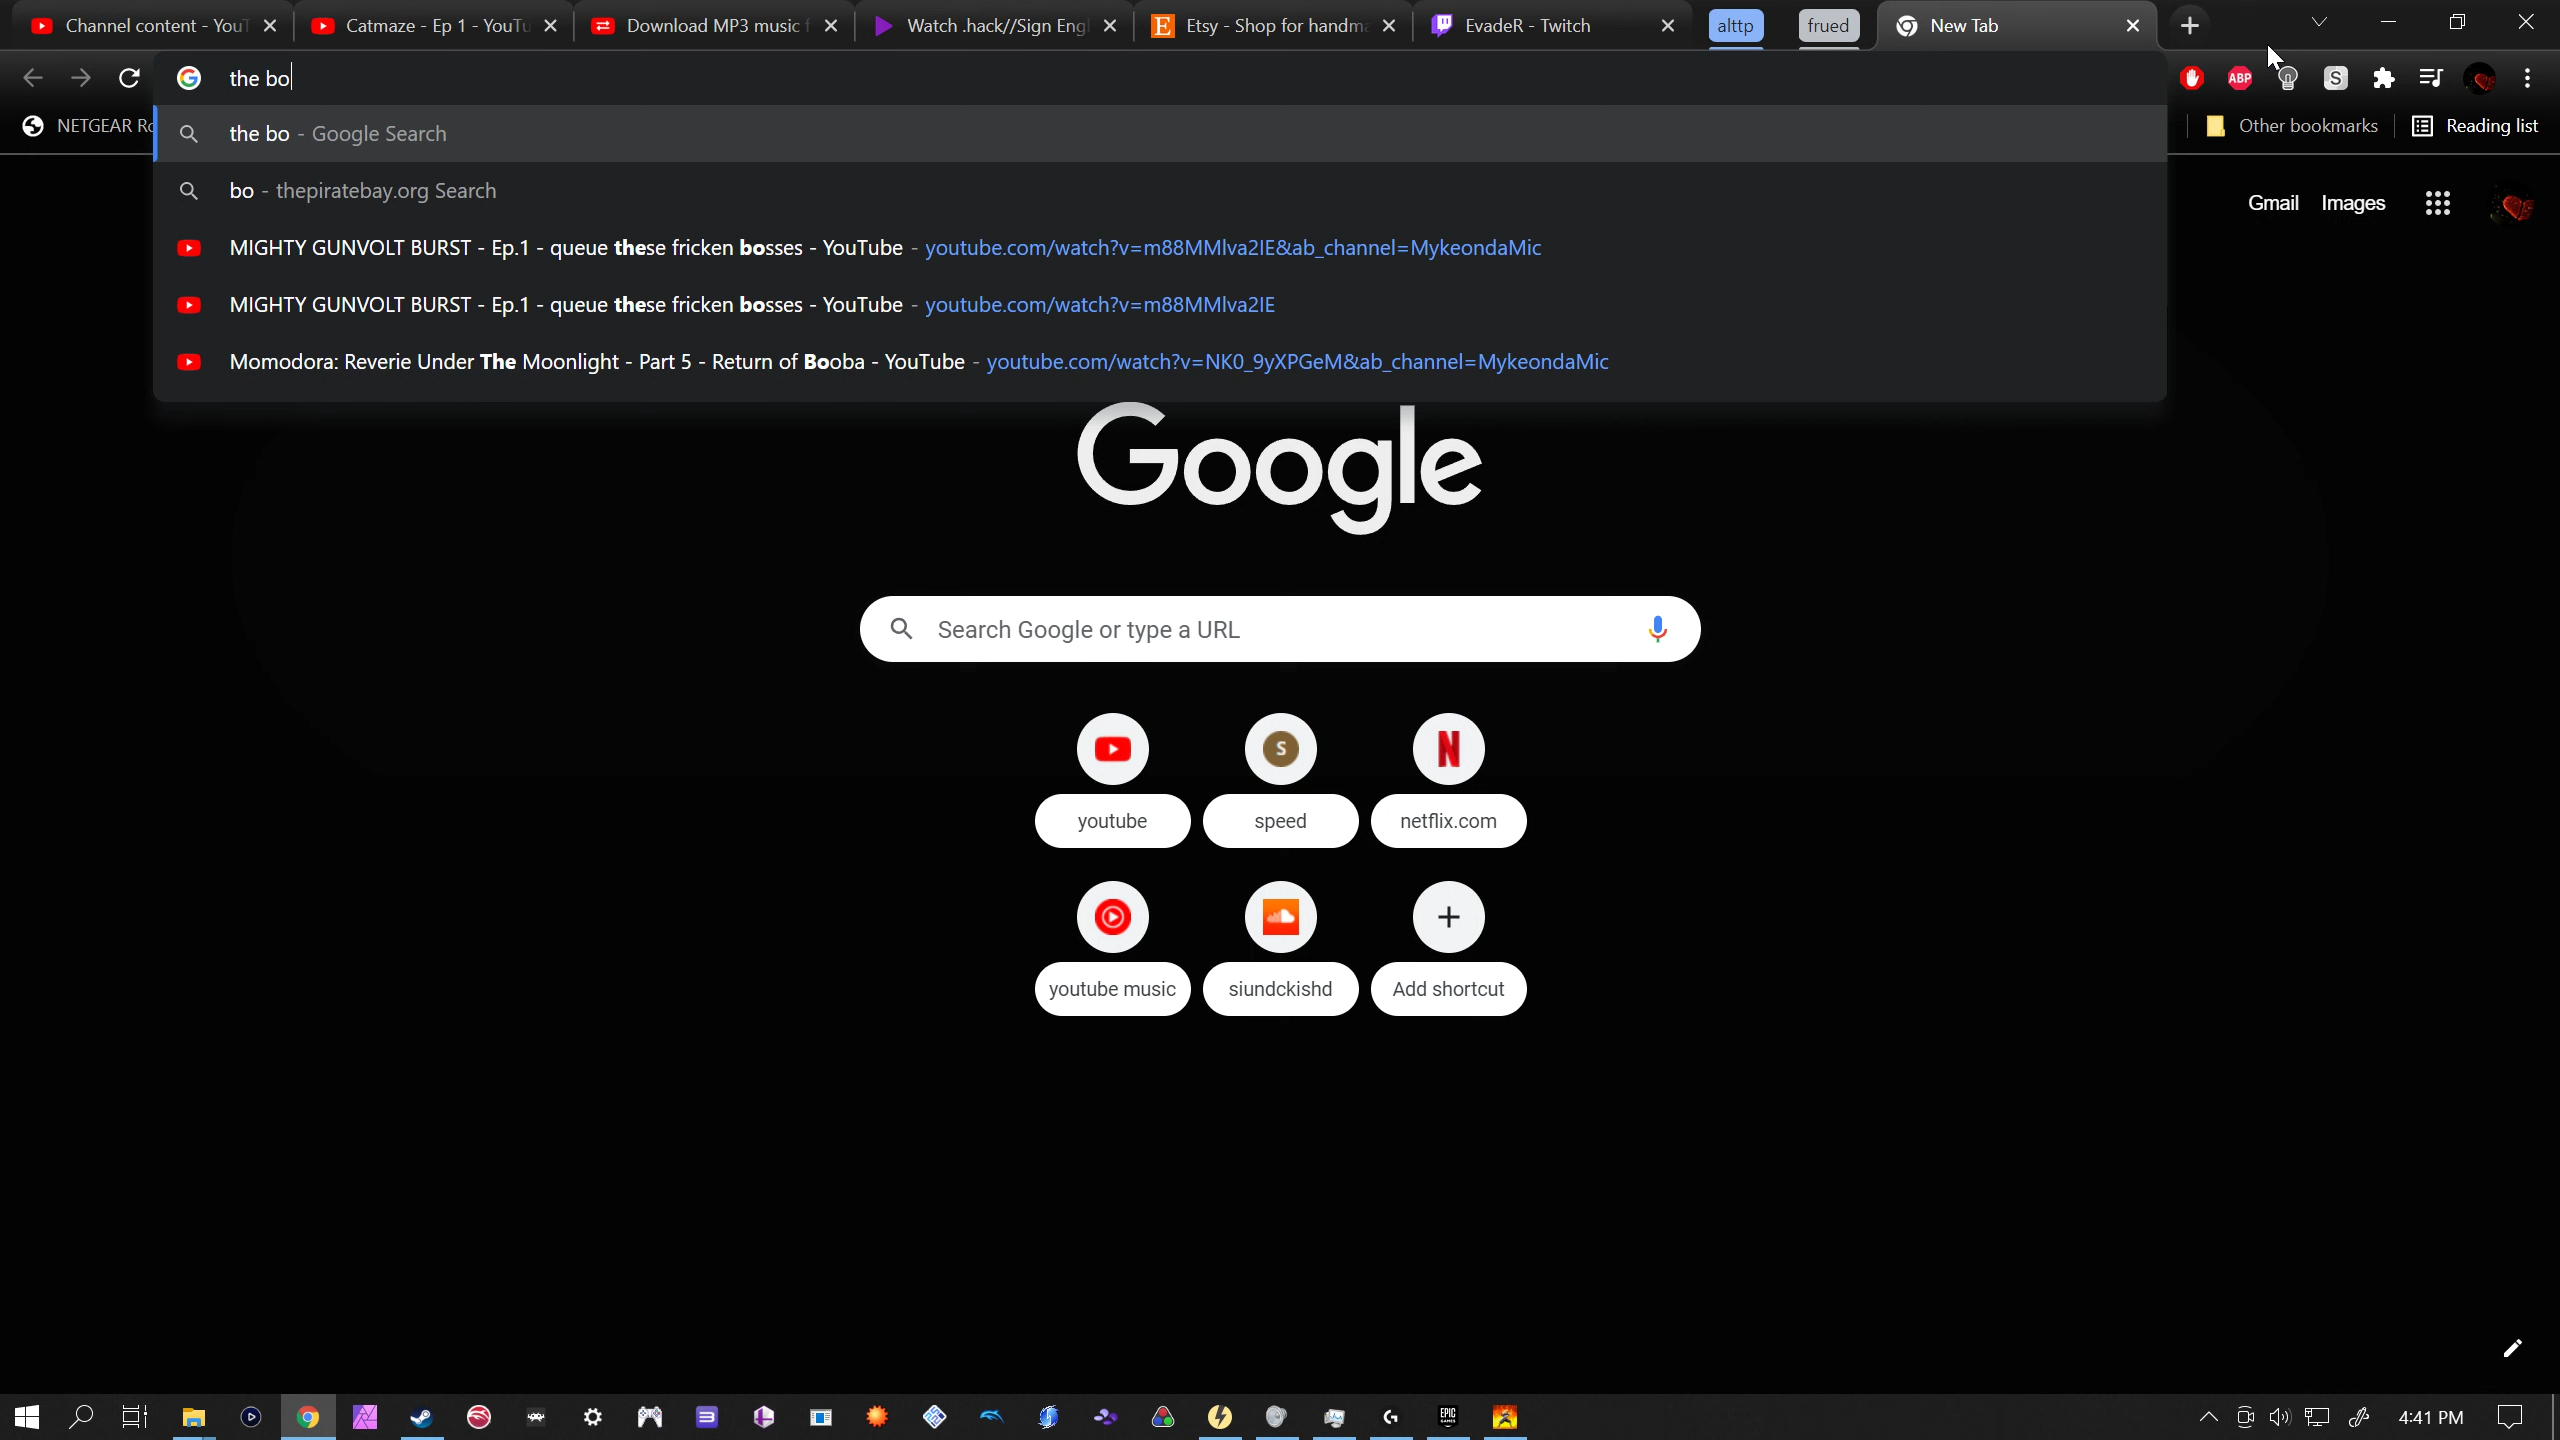 Channel content - YouT
Catmaze - Ep 1 - YouTu
Download MP3 music f
Watch .hack//Sign Eng
Etsy - Shop for handma
EvadeR - Twitch
alttp
frued
New Tab
the bo
ABP
S
NETGEAR Ro
Other bookmarks
Reading list
the bo - Google Search
bo - thepiratebay.org Search
MIGHTY GUNVOLT BURST - Ep.1 - queue these fricken bosses - YouTube - youtube.com/watch?v=m88MMlva2IE&ab_channel=MykeondaMic
MIGHTY GUNVOLT BURST - Ep.1 - queue these fricken bosses - YouTube - youtube.com/watch?v=m88MMlva2IE
Momodora: Reverie Under The Moonlight - Part 5 - Return of Booba - YouTube - youtube.com/watch?v=NK0_9yXPGeM&ab_channel=MykeondaMic
Gmail Images
Google
Search Google or type a URL
S
N
youtube
speed
netflix.com
youtube music
siundckishd
Add shortcut
EPIC
GAMES
4:41 PM